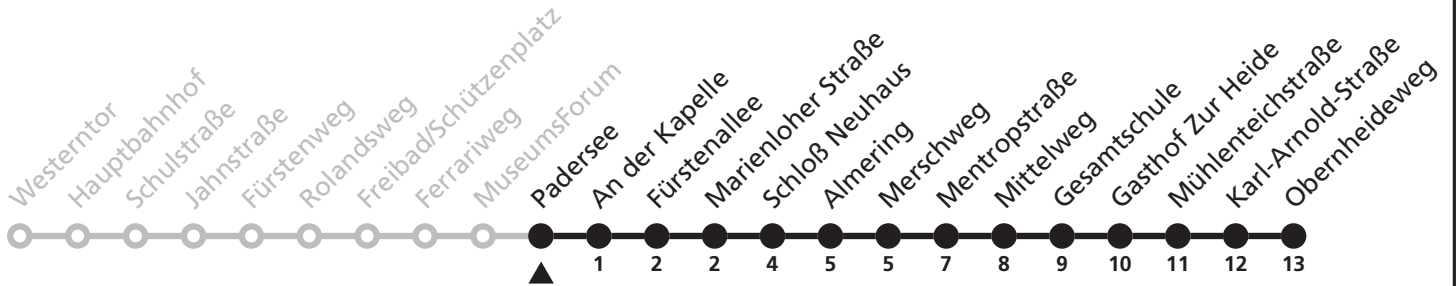 Westerntor
Hauptbahnhof
Schulstraße
Jahnstraße
Fürstenweg
Rolandsweg
Freibad/Schützenplatz
Ferrariweg
MuseumsForum
Padersee
An der Kapelle
Fürstenallee
Marienloher Straße
Schloß Neuhaus
Almering
Merschweg
Mentropstraße
Mittelweg
Gesamtschule
Gasthof Zur Heide
Mühlenteichstraße
Karl-Arnold-Straße
Obernheideweg
1 2 2 4 5 5 7 8 9 10 11 12 13